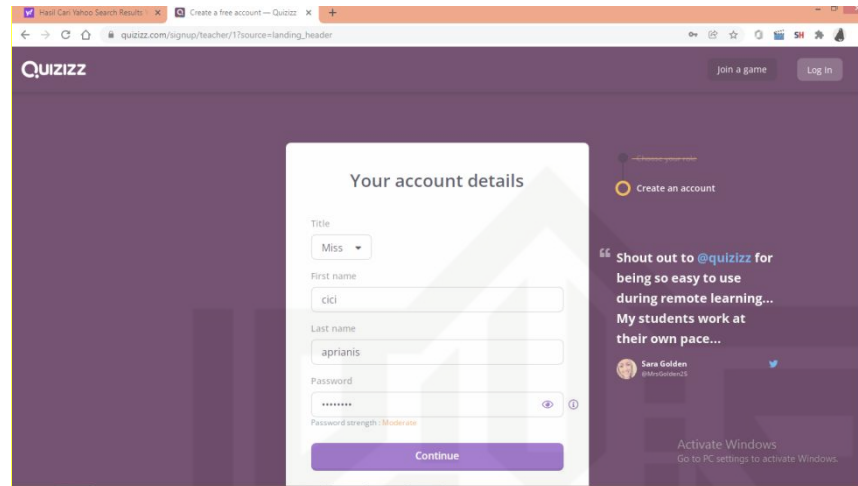 Hasil Cari Yahoo Search Results
Create a free account — Quizizz
quizizz.com/signup/teacher/1?source=landing_header
SH
QUIZIZZ
Join a game
Log In
Your account details
Title
Miss
First name
cici
Last name
aprianis
Password
••••••••
Password strength : Moderate
Continue
Choose your role
Create an account
“ Shout out to @quizizz for
being so easy to use
during remote learning...
My students work at
their own pace...
Sara Golden
@MrsGolden25
Activate Windows
Go to PC settings to activate Windows.